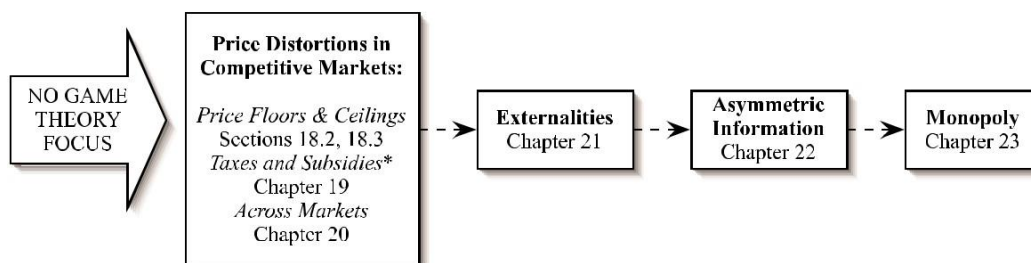 NO GAME
THEORY
FOCUS
Price Distortions in
Competitive Markets:
Price Floors & Ceilings
Sections 18.2, 18.3
Taxes and Subsidies*
Chapter 19
Across Markets
Chapter 20
Externalities
Chapter 21
Asymmetric
Information
Chapter 22
Monopoly
Chapter 23